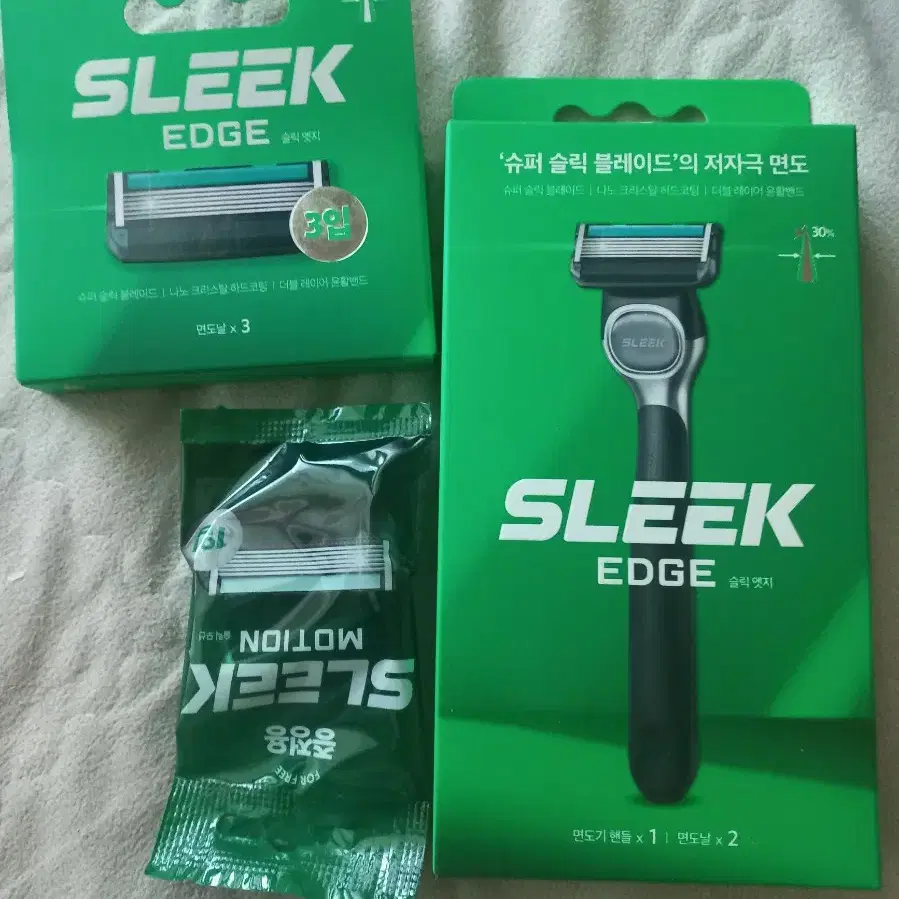 SLEEK
EDGE 슬릭 엣지
3입
슈퍼 슬릭 블레이드 | 나노 크리스탈 하드코팅 | 더블 레이어 윤활밴드
면도날 x 3
'슈퍼 슬릭 블레이드'의 저자극 면도
슈퍼 슬릭 블레이드 | 나노 크리스탈 하드코팅 | 더블 레이어 윤활밴드
30%
SLEEK
SLEEK
EDGE 슬릭 엣지
면도기 핸들 x 1 | 면도날 x 2
FOR FREE
증정용
SLEEK
MOTION 슬릭 모션
1입